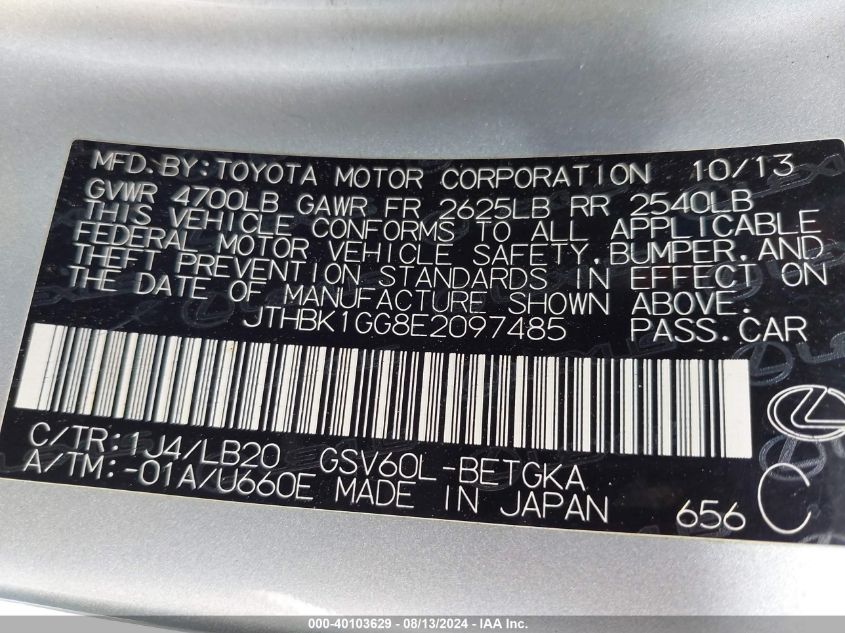 MFD.BY:TOYOTA MOTOR CORPORATION 10/13
GVWR 4700LB GAWR FR 2625LB RR 2540LB
THIS VEHICLE CONFORMS TO ALL APPLICABLE
FEDERAL MOTOR VEHICLE SAFETY,BUMPER,AND
THEFT PREVENTION STANDARDS IN EFFECT ON
THE DATE OF MANUFACTURE SHOWN ABOVE.
JTHBK1GG8E2097485 PASS.CAR
C/TR:1J4/LB20 GSV60L-BETGKA
A/TM:-01A/U660E MADE IN JAPAN 656 C
000-40103629 - 08/13/2024 - IAA Inc.